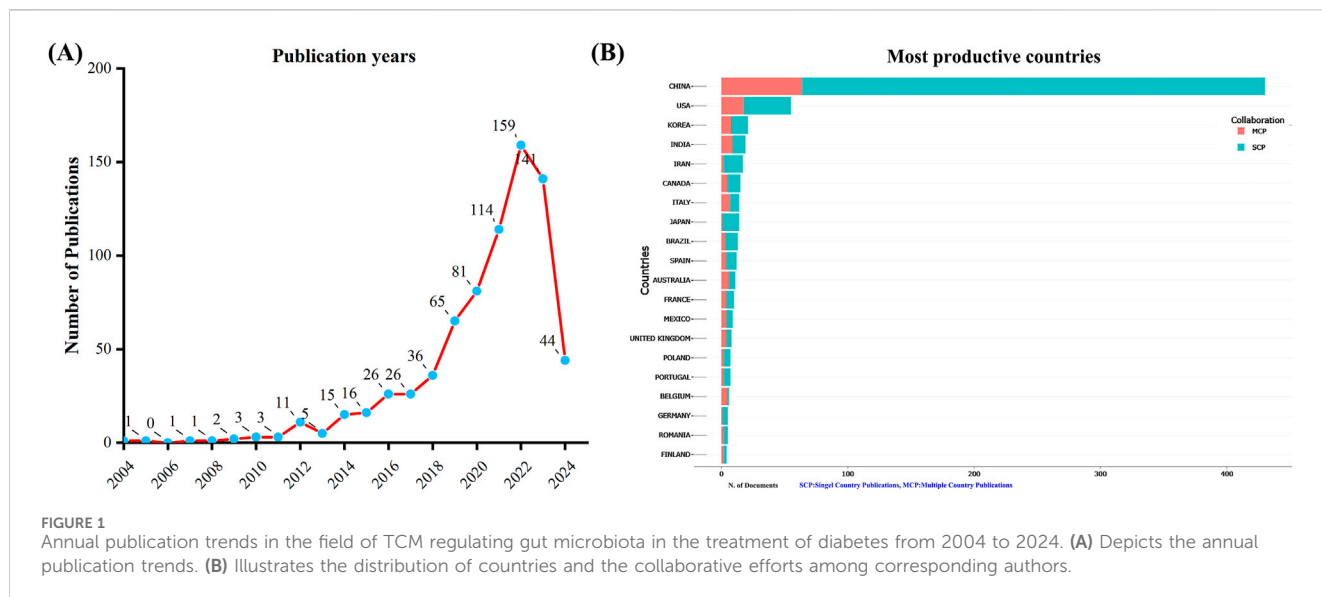 (A)
Publication years
Number of Publications
200
150
100
50
0
1
0
1
1
2
3
3
11
5
15
16
26
26
36
65
81
114
159
141
44
2004
2006
2008
2010
2012
2014
2016
2018
2020
2022
2024
(B)
Most productive countries
Countries
CHINA
USA
KOREA
INDIA
IRAN
CANADA
ITALY
JAPAN
BRAZIL
SPAIN
AUSTRALIA
FRANCE
MEXICO
UNITED KINGDOM
POLAND
PORTUGAL
BELGIUM
GERMANY
ROMANIA
FINLAND
Collaboration
MCP
SCP
0
100
300
400
N. of Documents
SCP:Singel Country Publications, MCP:Multiple Country Publications
FIGURE 1
Annual publication trends in the field of TCM regulating gut microbiota in the treatment of diabetes from 2004 to 2024. (A) Depicts the annual
publication trends. (B) Illustrates the distribution of countries and the collaborative efforts among corresponding authors.